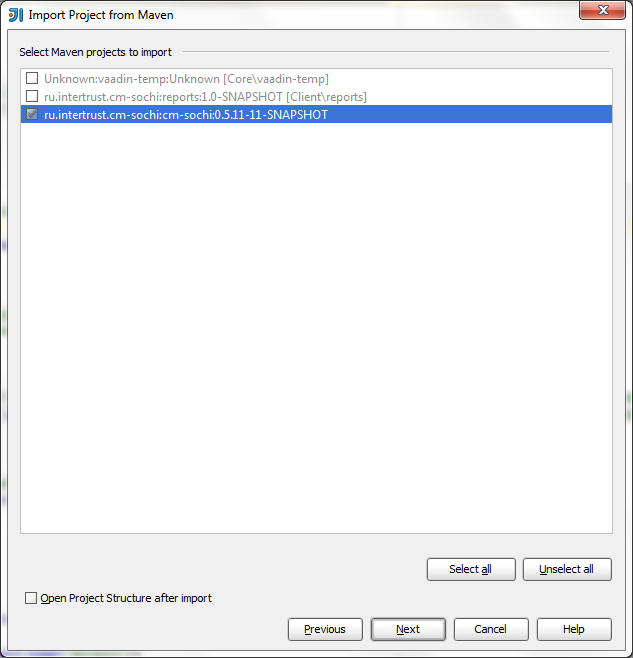 Import Project from Maven
Select Maven projects to import
Unknown:vaadin-temp:Unknown [Core\vaadin-temp]
ru.intertrust.cm-sochi:reports:1.0-SNAPSHOT [Client\reports]
ru.intertrust.cm-sochi:cm-sochi:0.5.11-11-SNAPSHOT
Select all
Unselect all
Open Project Structure after import
Previous
Next
Cancel
Help